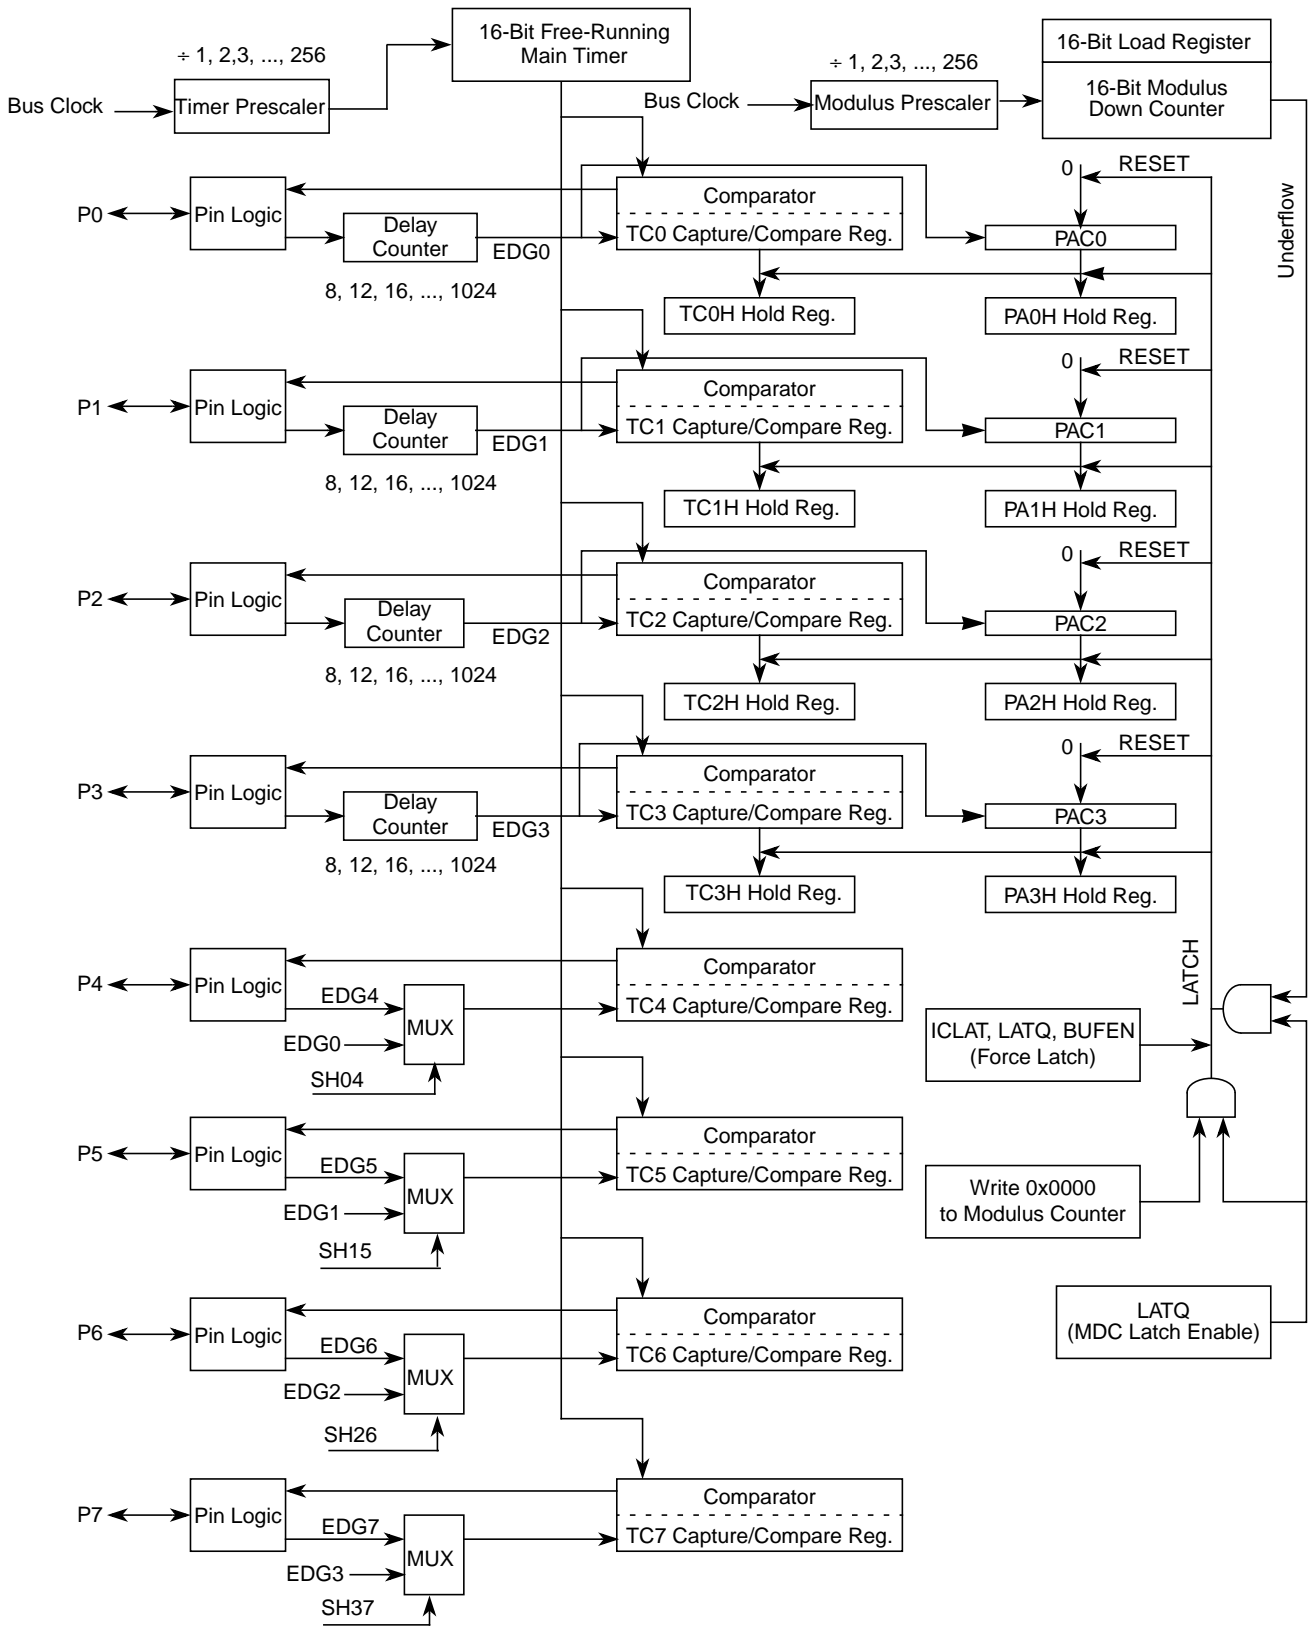 16-Bit Free-Running
Main Timer
÷ 1, 2,3, ..., 256
Bus Clock
Timer Prescaler
÷ 1, 2,3, ..., 256
Bus Clock
Modulus Prescaler
16-Bit Load Register
16-Bit Modulus
Down Counter
Underflow
P0
Pin Logic
Delay
Counter
8, 12, 16, ..., 1024
EDG0
Comparator
TC0 Capture/Compare Reg.
TC0H Hold Reg.
0
RESET
PAC0
PA0H Hold Reg.
P1
Pin Logic
Delay
Counter
8, 12, 16, ..., 1024
EDG1
Comparator
TC1 Capture/Compare Reg.
TC1H Hold Reg.
0
RESET
PAC1
PA1H Hold Reg.
P2
Pin Logic
Delay
Counter
8, 12, 16, ..., 1024
EDG2
Comparator
TC2 Capture/Compare Reg.
TC2H Hold Reg.
0
RESET
PAC2
PA2H Hold Reg.
P3
Pin Logic
Delay
Counter
8, 12, 16, ..., 1024
EDG3
Comparator
TC3 Capture/Compare Reg.
TC3H Hold Reg.
0
RESET
PAC3
PA3H Hold Reg.
P4
Pin Logic
EDG4
EDG0
MUX
SH04
Comparator
TC4 Capture/Compare Reg.
LATCH
ICLAT, LATQ, BUFEN
(Force Latch)
P5
Pin Logic
EDG5
EDG1
MUX
SH15
Comparator
TC5 Capture/Compare Reg.
Write 0x0000
to Modulus Counter
P6
Pin Logic
EDG6
EDG2
MUX
SH26
Comparator
TC6 Capture/Compare Reg.
LATQ
(MDC Latch Enable)
P7
Pin Logic
EDG7
EDG3
MUX
SH37
Comparator
TC7 Capture/Compare Reg.